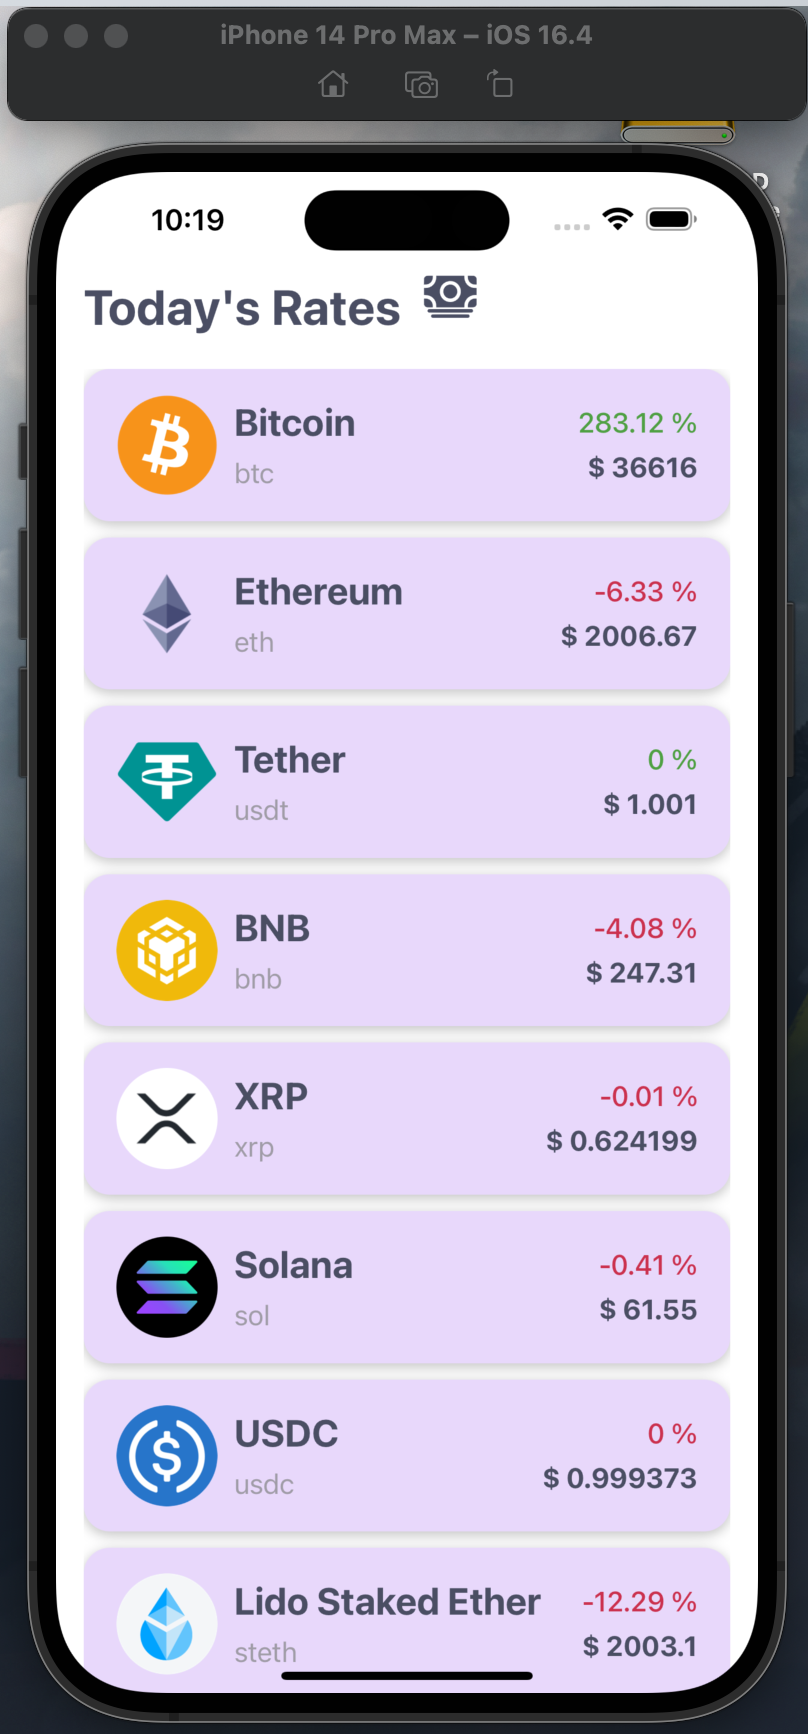 iPhone 14 Pro Max – iOS 16.4
D
10:19
Today's Rates
Bitcoin
283.12 %
btc
$ 36616
Ethereum
-6.33 %
eth
$ 2006.67
Tether
0 %
usdt
$ 1.001
BNB
-4.08 %
bnb
$ 247.31
XRP
-0.01 %
xrp
$ 0.624199
Solana
-0.41 %
sol
$ 61.55
USDC
0 %
usdc
$ 0.999373
Lido Staked Ether
-12.29 %
steth
$ 2003.1